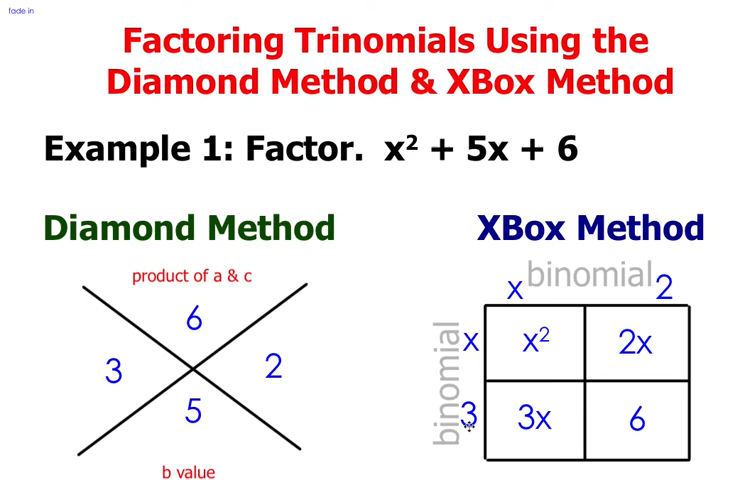 fade in
Factoring Trinomials Using the
Diamond Method & XBox Method
Example 1: Factor. x² + 5x + 6
Diamond Method
product of a & c
6
3
2
5
b value
XBox Method
binomial
x
2
binomial
x
x²
2x
3
3x
6